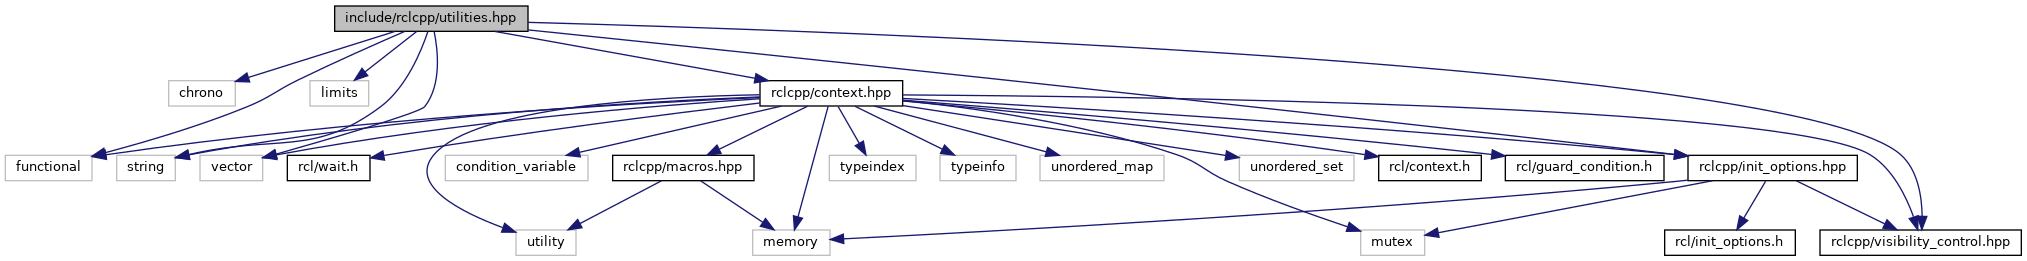 include/rclcpp/utilities.hpp
chrono
limits
rclcpp/context.hpp
functional
string
vector
rcl/wait.h
condition_variable
rclcpp/macros.hpp
typeindex
typeinfo
unordered_map
unordered_set
rcl/context.h
rcl/guard_condition.h
rclcpp/init_options.hpp
utility
memory
mutex
rcl/init_options.h
rclcpp/visibility_control.hpp